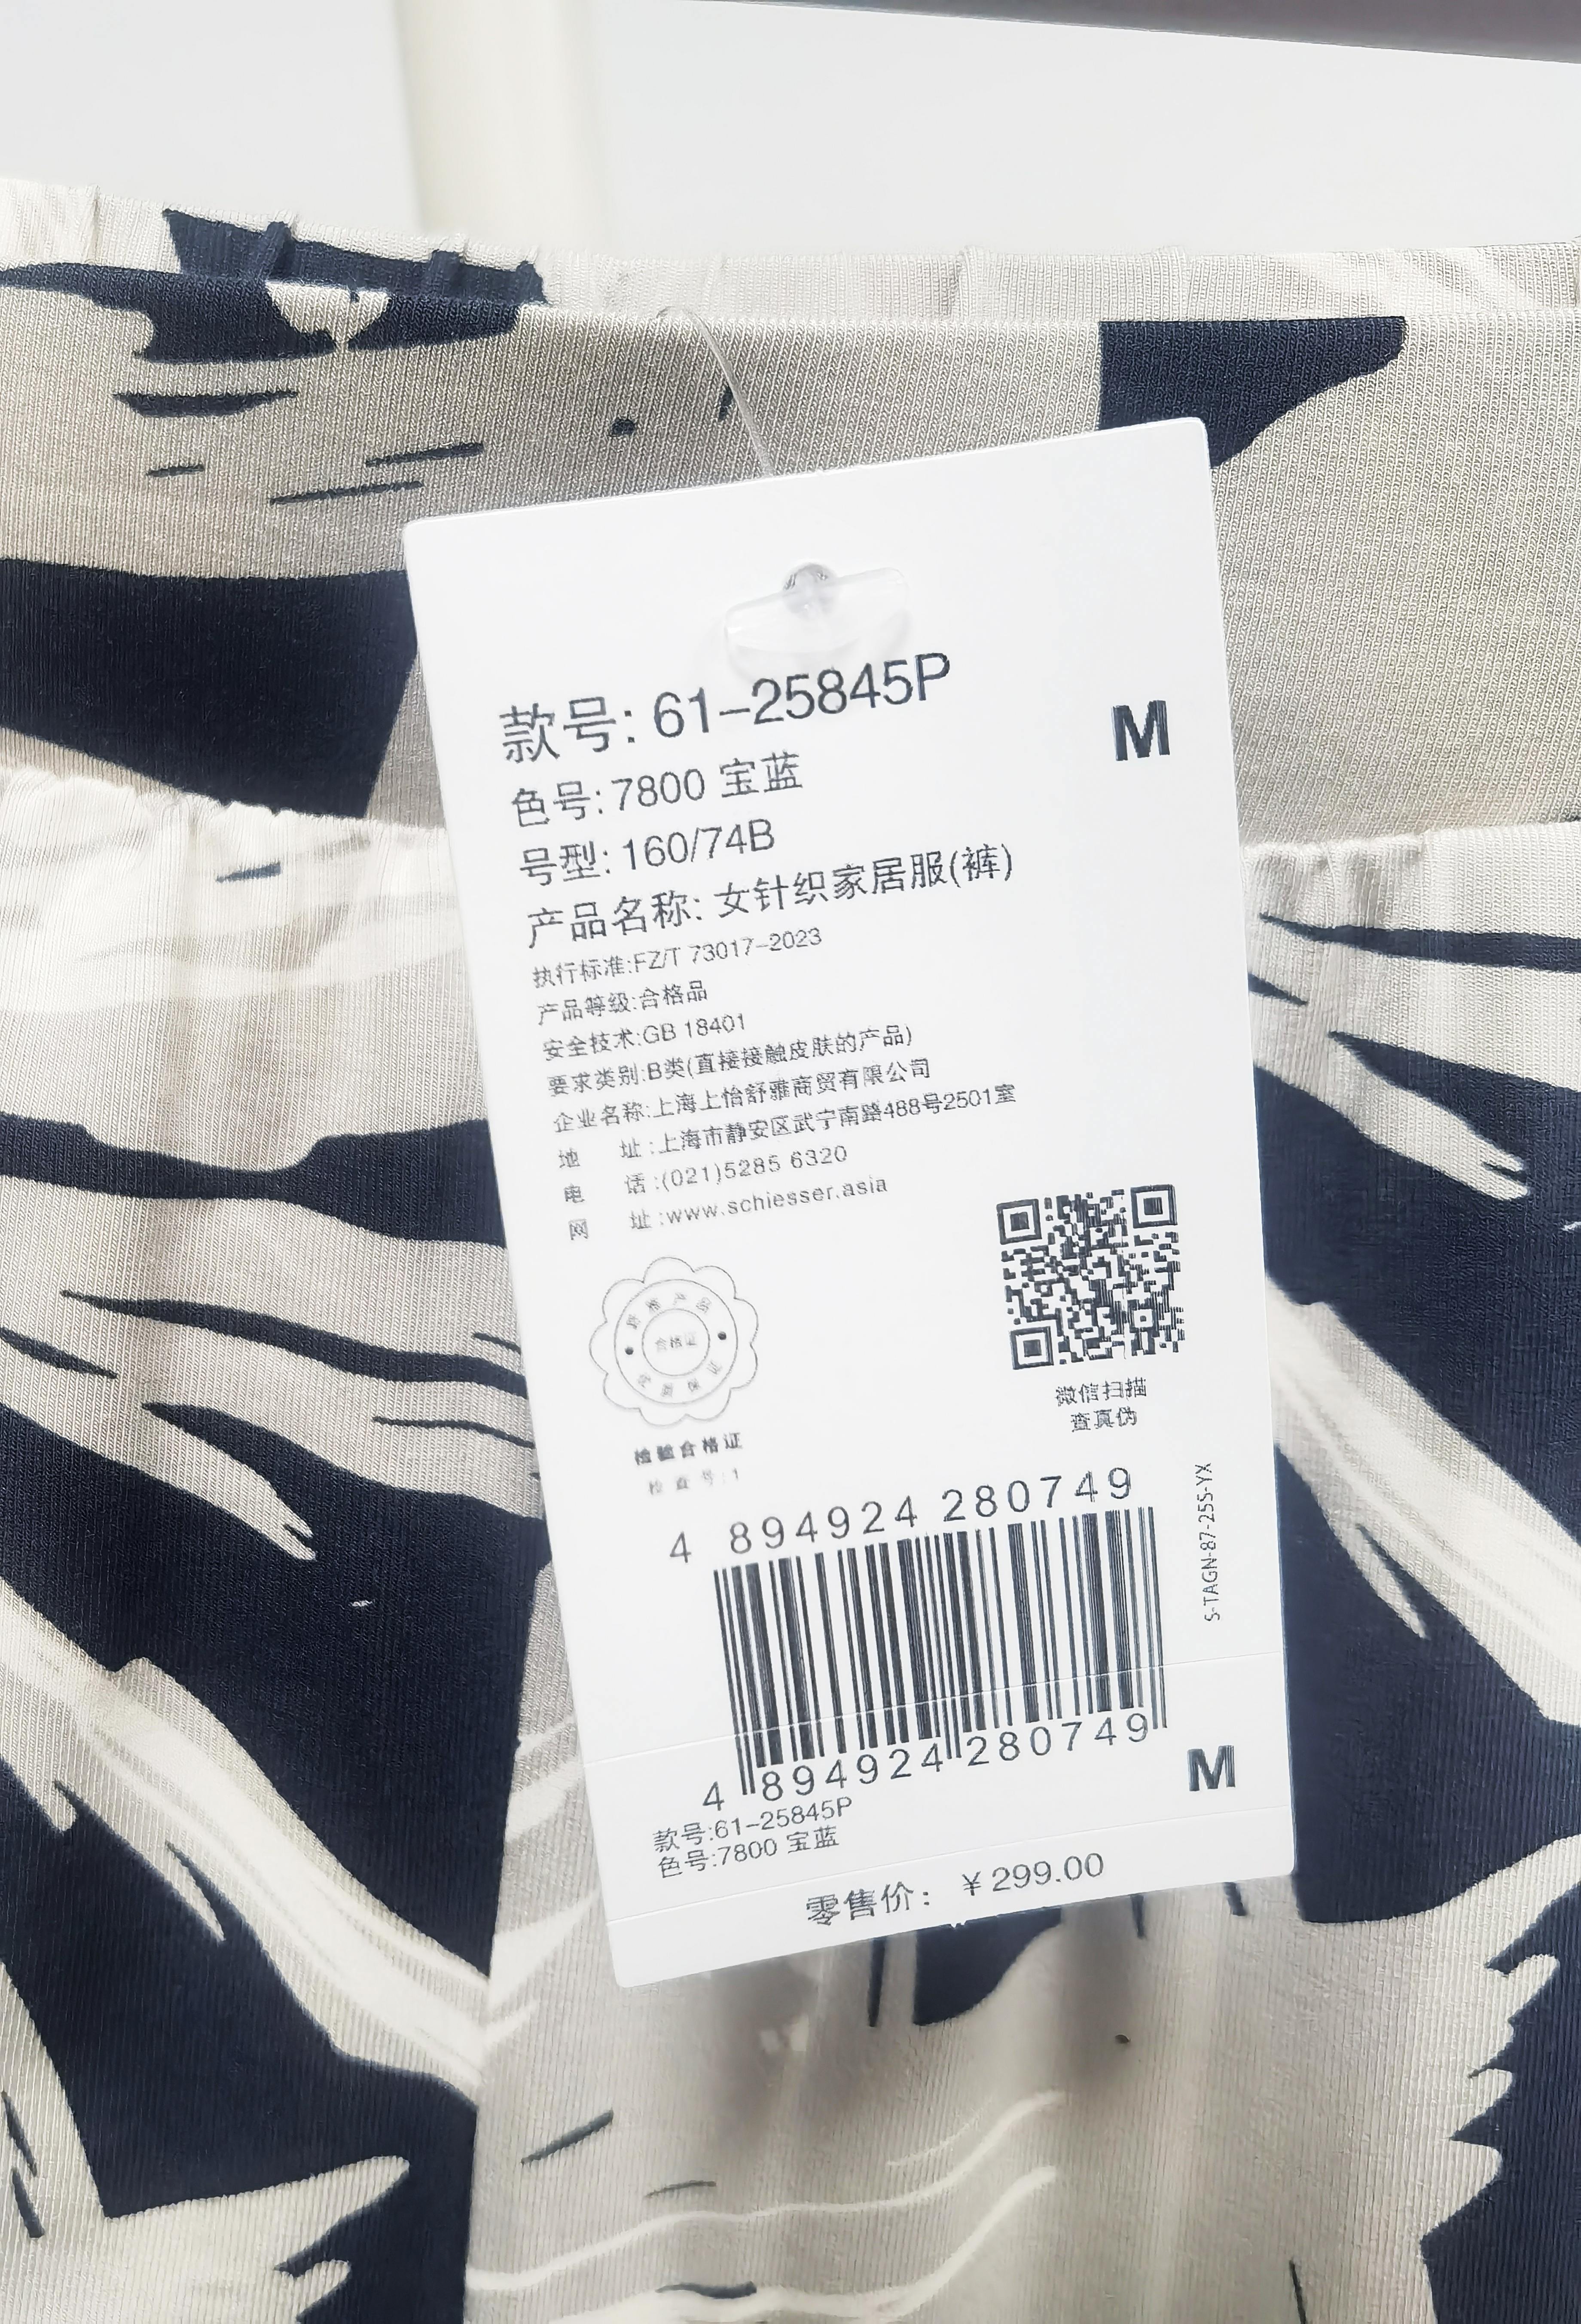 款号: 61-25845P
M
色号: 7800 宝蓝
号型: 160/74B
产品名称: 女针织家居服(裤)
执行标准:FZ/T 73017-2023
产品等级:合格品
安全技术:GB 18401
要求类别:B类(直接接触皮肤的产品)
企业名称:上海上怡舒雅商贸有限公司
地 址:上海市静安区武宁南路488号2501室
电 话:(021)5285 6320
网 址:www.schiesser.asia
合格证
检验合格证
检查号:1
微信扫描
查真伪
4 894924 280749
S-TAGN-87-25S-YX
4 894924 280749
M
款号:61-25845P
色号:7800 宝蓝
零售价: ¥ 299.00